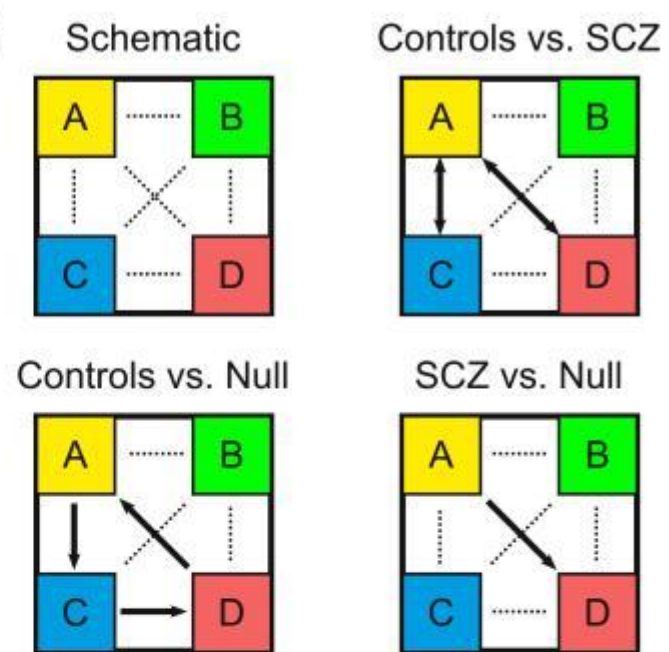 Schematic
A B
C D
Controls vs. SCZ
A B
C D
Controls vs. Null
A B
C D
SCZ vs. Null
A B
C D